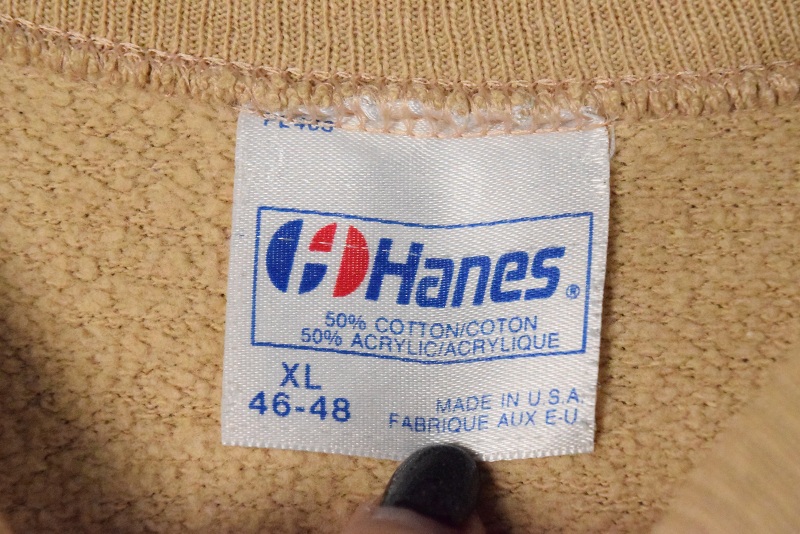 Hanes®
50% COTTON/COTON
50% ACRYLIC/ACRYLIQUE
XL
46-48
MADE IN U.S.A.
FABRIQUE AUX E-U.